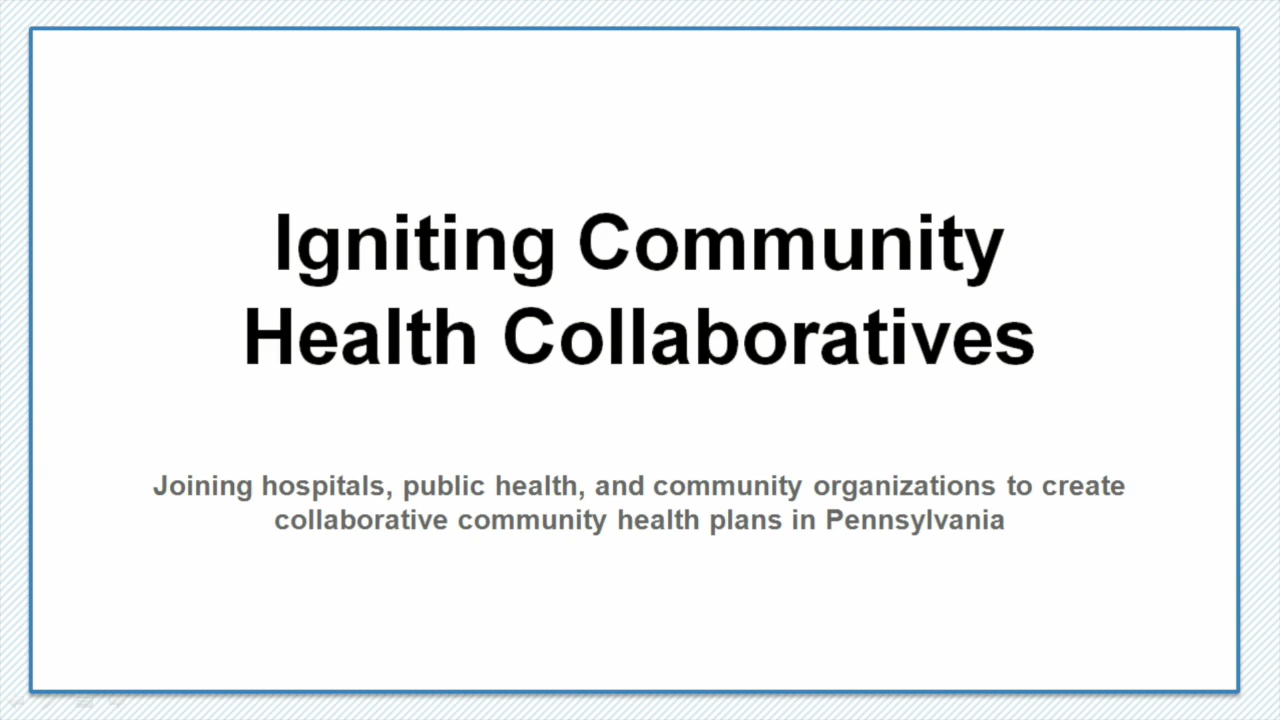 Igniting Community
Health Collaboratives
Joining hospitals, public health, and community organizations to create
collaborative community health plans in Pennsylvania